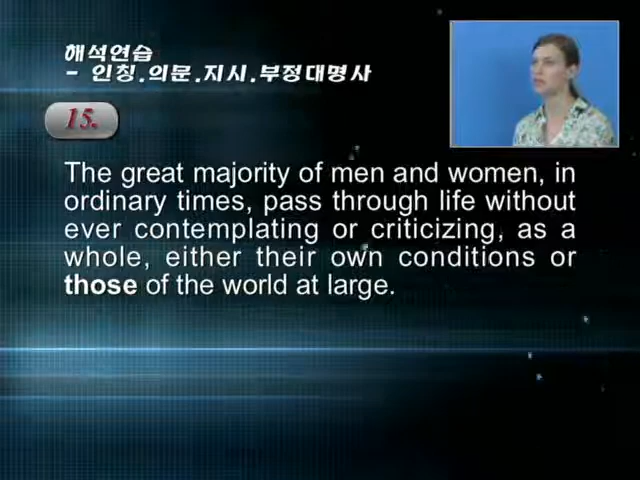 해석연습
- 인칭.의문.지시.부정대명사
15.
The great majority of men and women, in
ordinary times, pass through life without
ever contemplating or criticizing, as a
whole, either their own conditions or
those of the world at large.